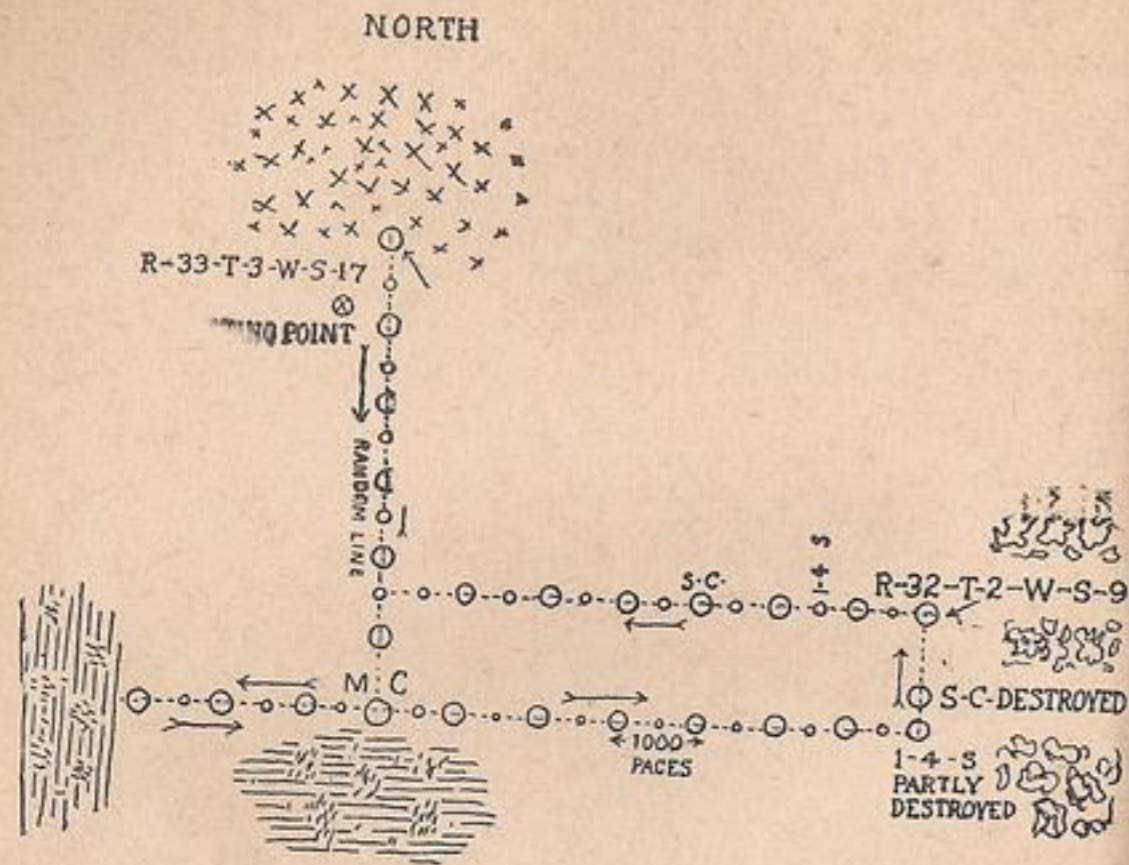 NORTH
R-33-T-3-W-S-17
POINT
RANDOM LINE
S.C.
1-4 S
R-32-T-2-W-S-9
M C
S-C-DESTROYED
1000
PACES
1-4-S
PARTLY
DESTROYED